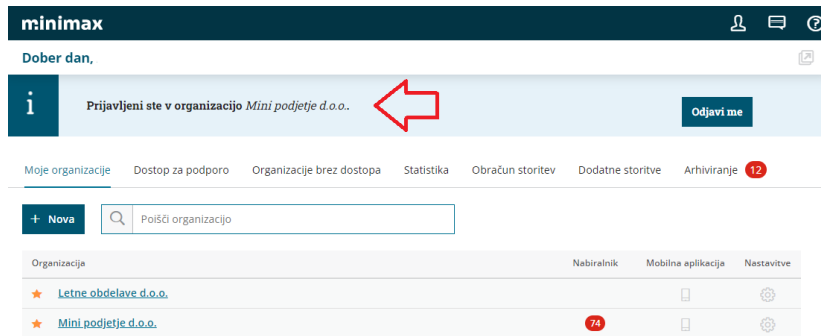 minimax
Dober dan,
i
Prijavljeni ste v organizacijo Mini podjetje d.o.o..
Odjavi me
Moje organizacije Dostop za podporo Organizacije brez dostopa Statistika Obračun storitev Dodatne storitve Arhiviranje 12
+ Nova Poišči organizacijo
Organizacija Nabiralnik Mobilna aplikacija Nastavitve
Letne obdelave d.o.o.
Mini podjetje d.o.o. 74